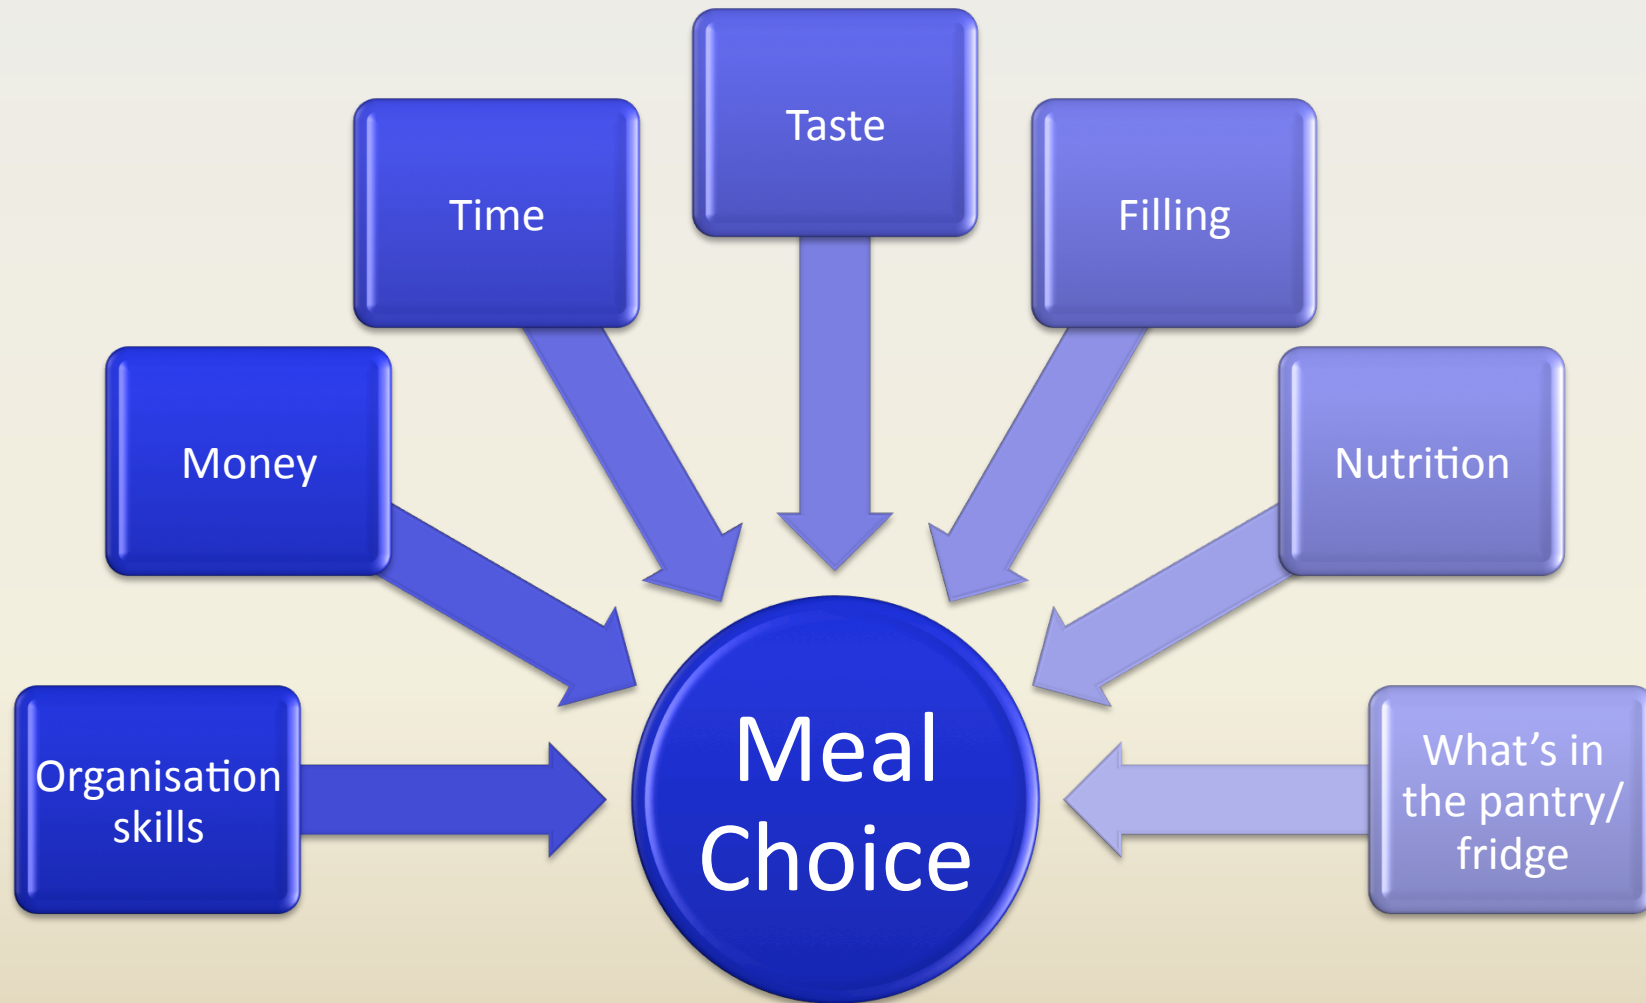 Taste
Time
Filling
Money
Nutrition
Organisation
skills
What’s in
the pantry/
fridge
Meal
Choice